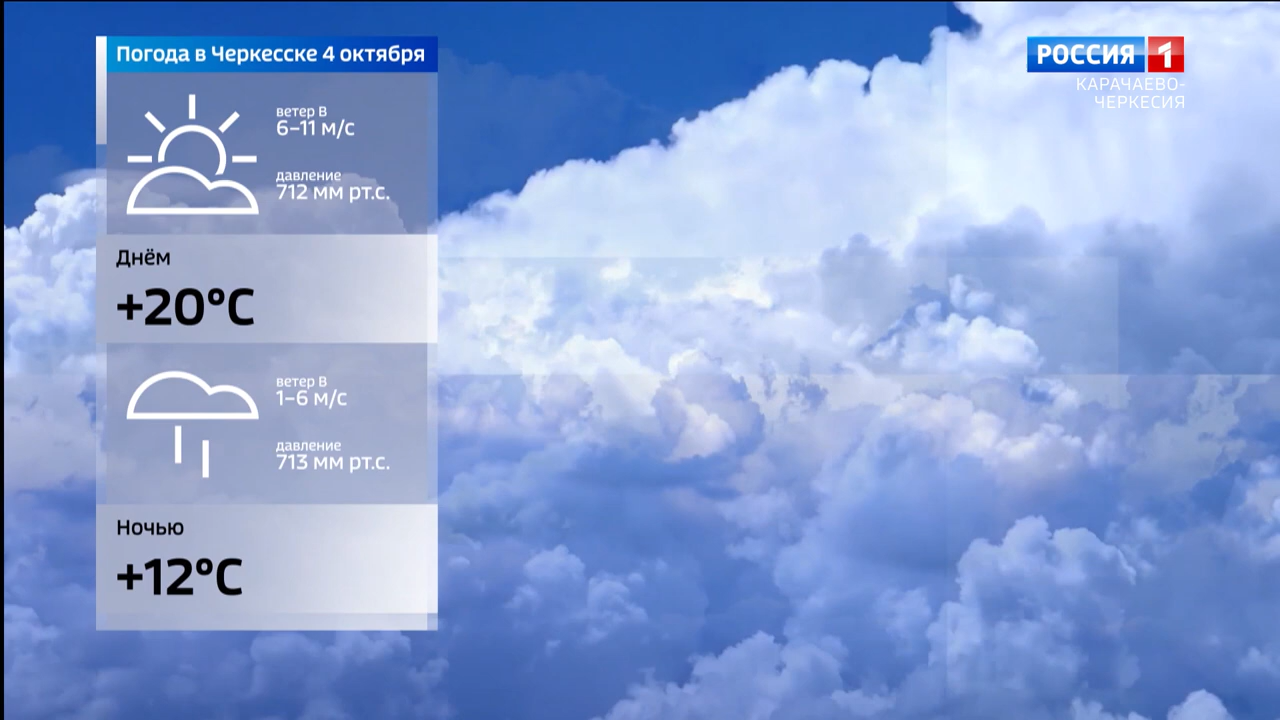 Погода в Черкесске 4 октября
РОССИЯ 1
КАРАЧАЕВО-
ЧЕРКЕСИЯ
ветер В
6–11 м/с
давление
712 мм рт.с.
Днём
+20°C
ветер В
1–6 м/с
давление
713 мм рт.с.
Ночью
+12°C